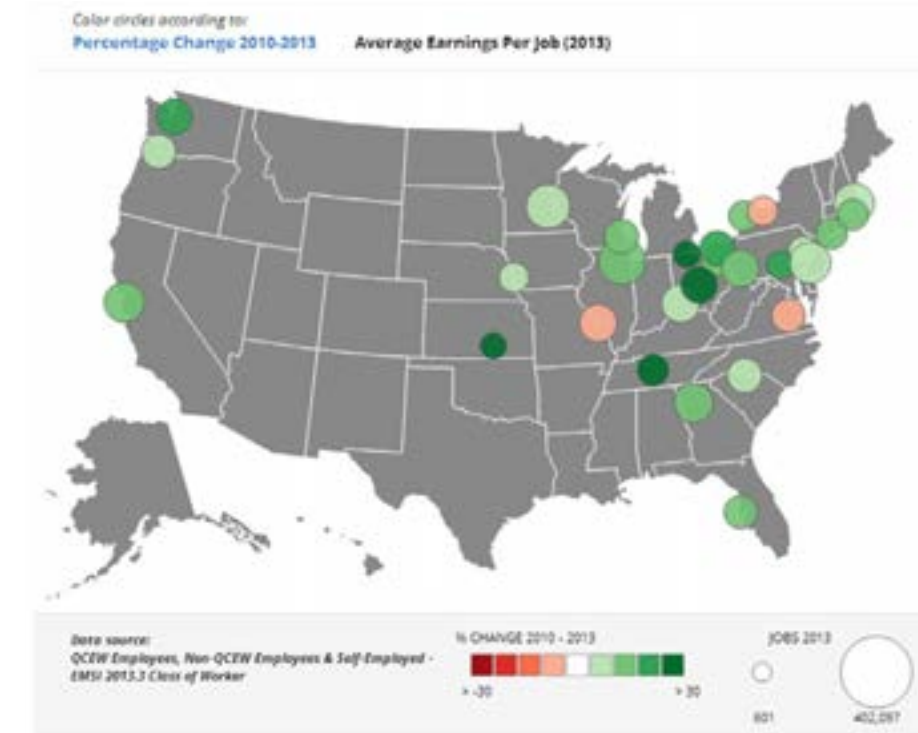 Color circles according to:
Percentage Change 2010-2013 Average Earnings Per Job (2013)
Data source:
QCEW Employees, Non-QCEW Employees & Self-Employed -
EMSI 2013.3 Class of Worker
% CHANGE 2010 - 2013
> -30 > 30
JOBS 2013
801 402,097